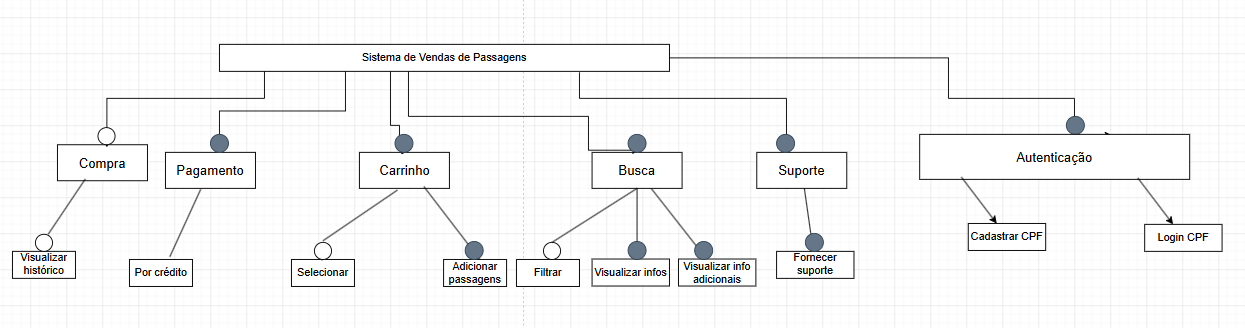 Sistema de Vendas de Passagens
Compra
Pagamento
Carrinho
Busca
Suporte
Autenticação
Visualizar
histórico
Por crédito
Selecionar
Adicionar
passagens
Filtrar
Visualizar infos
Visualizar info
adicionais
Fornecer
suporte
Cadastrar CPF
Login CPF